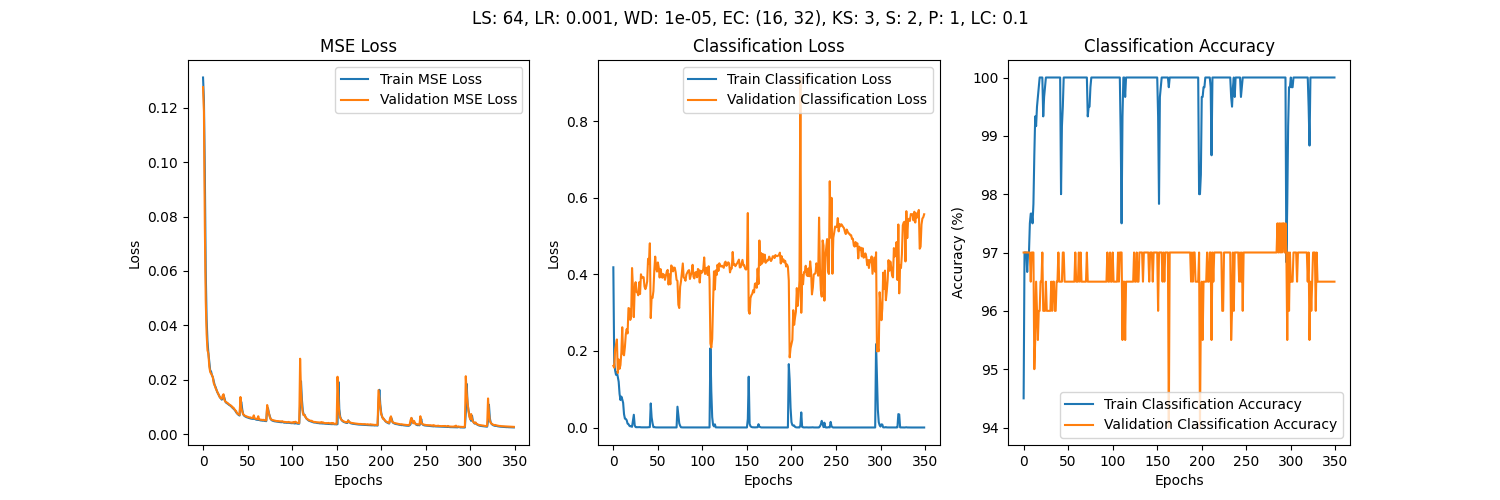 LS: 64, LR: 0.001, WD: 1e-05, EC: (16, 32), KS: 3, S: 2, P: 1, LC: 0.1
MSE Loss
Train MSE Loss
Validation MSE Loss
Loss
0.12
0.10
0.08
0.06
0.04
0.02
0.00
0 50 100 150 200 250 300 350
Epochs
Classification Loss
Train Classification Loss
Validation Classification Loss
Loss
0.8
0.6
0.4
0.2
0.0
0 50 100 150 200 250 300 350
Epochs
Classification Accuracy
Accuracy (%)
100
99
98
97
96
95
94
Train Classification Accuracy
Validation Classification Accuracy
0 50 100 150 200 250 300 350
Epochs